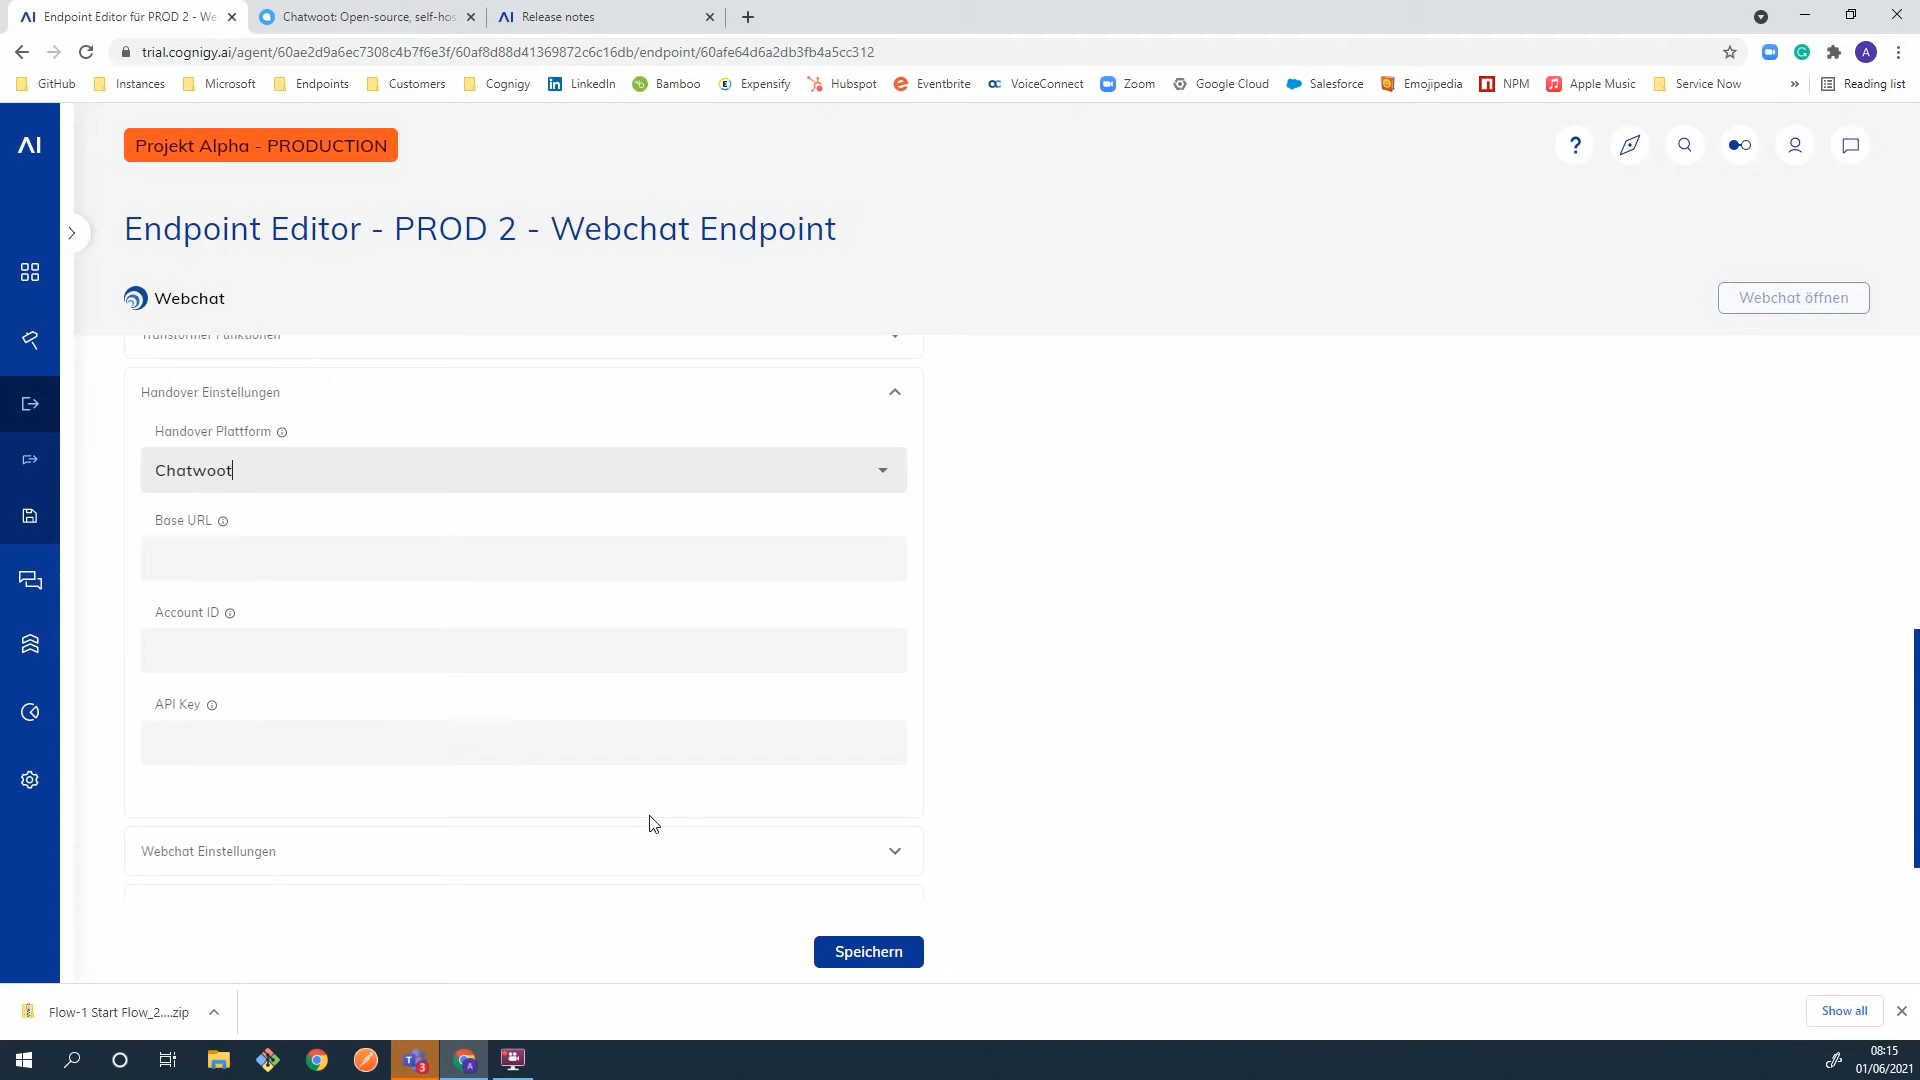 Endpoint Editor für PROD 2 - We
Chatwoot: Open-source, self-hos
Release notes
trial.cognigy.ai/agent/60ae2d9a6ec7308c4b7f6e3f/60af8d88d41369872c6c16db/endpoint/60afe64d6a2db3fb4a5cc312
A
GitHub
Instances
Microsoft
Endpoints
Customers
Cognigy
LinkedIn
Bamboo
Expensify
Hubspot
Eventbrite
VoiceConnect
Zoom
Google Cloud
Salesforce
Emojipedia
NPM
Apple Music
Service Now
»
Reading list
Projekt Alpha - PRODUCTION
?
Endpoint Editor - PROD 2 - Webchat Endpoint
Webchat
Webchat öffnen
Transformer Funktionen
Handover Einstellungen
Handover Plattform
Chatwoot
Base URL
Account ID
API Key
Webchat Einstellungen
Speichern
Flow-1 Start Flow_2....zip
Show all
3
A
08:15
01/06/2021